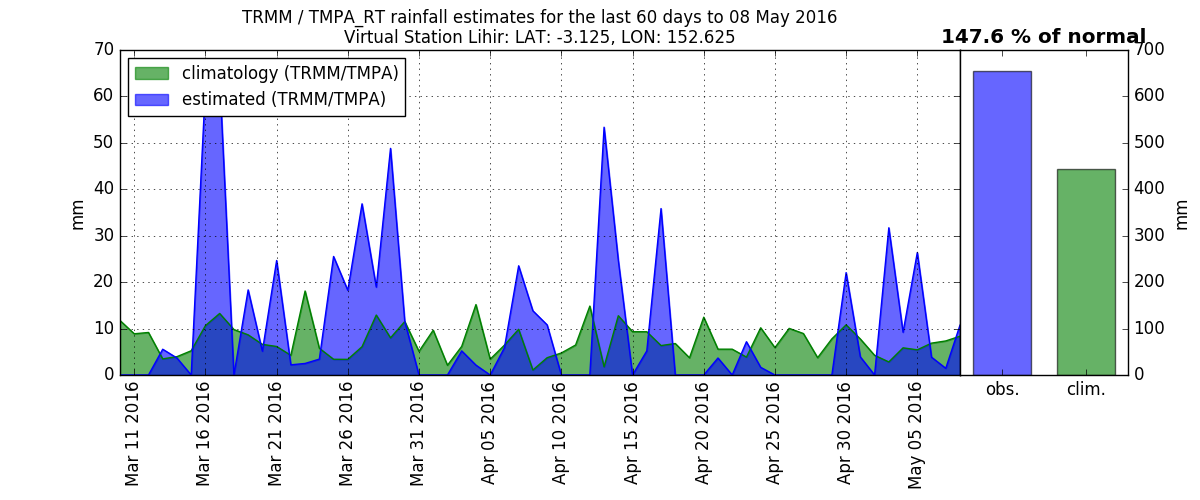 TRMM / TMPA_RT rainfall estimates for the last 60 days to 08 May 2016
Virtual Station Lihir: LAT: -3.125, LON: 152.625
147.6 % of normal
climatology (TRMM/TMPA)
estimated (TRMM/TMPA)
70
60
50
40
30
20
10
0
mm
700
600
500
400
300
200
100
0
mm
Mar 11 2016
Mar 16 2016
Mar 21 2016
Mar 26 2016
Mar 31 2016
Apr 05 2016
Apr 10 2016
Apr 15 2016
Apr 20 2016
Apr 25 2016
Apr 30 2016
May 05 2016
obs.
clim.